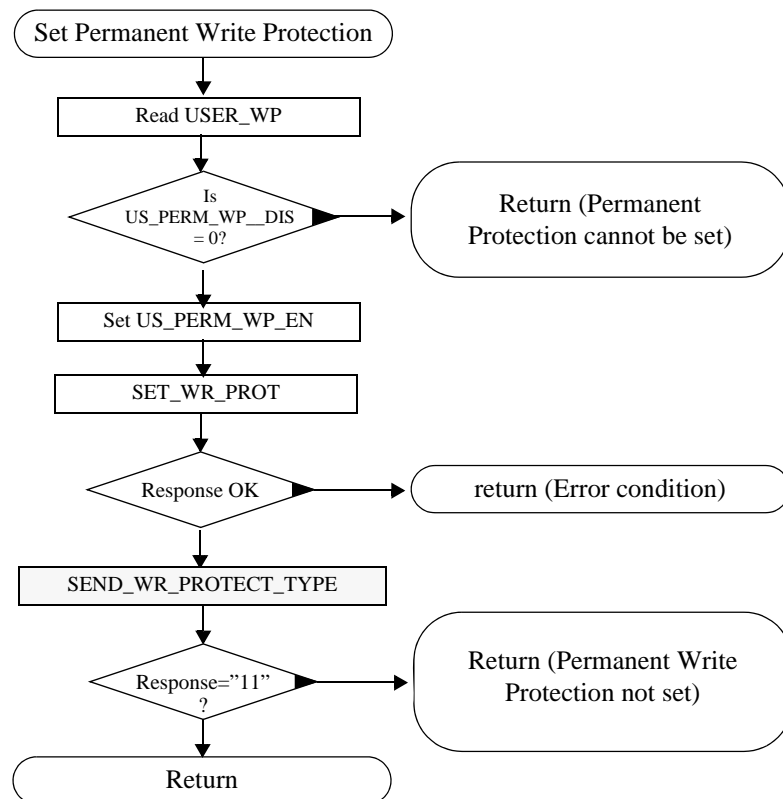 Set Permanent Write Protection
Read USER_WP
Is
US_PERM_WP__DIS
= 0?
Return (Permanent
Protection cannot be set)
Set US_PERM_WP_EN
SET_WR_PROT
Response OK
return (Error condition)
SEND_WR_PROTECT_TYPE
Response=”11”
?
Return (Permanent Write
Protection not set)
Return